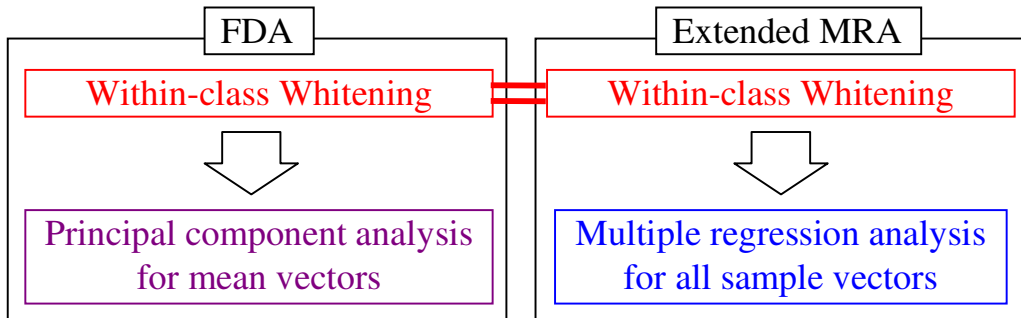 FDA
Within-class Whitening
Principal component analysis
for mean vectors
Extended MRA
Within-class Whitening
Multiple regression analysis
for all sample vectors